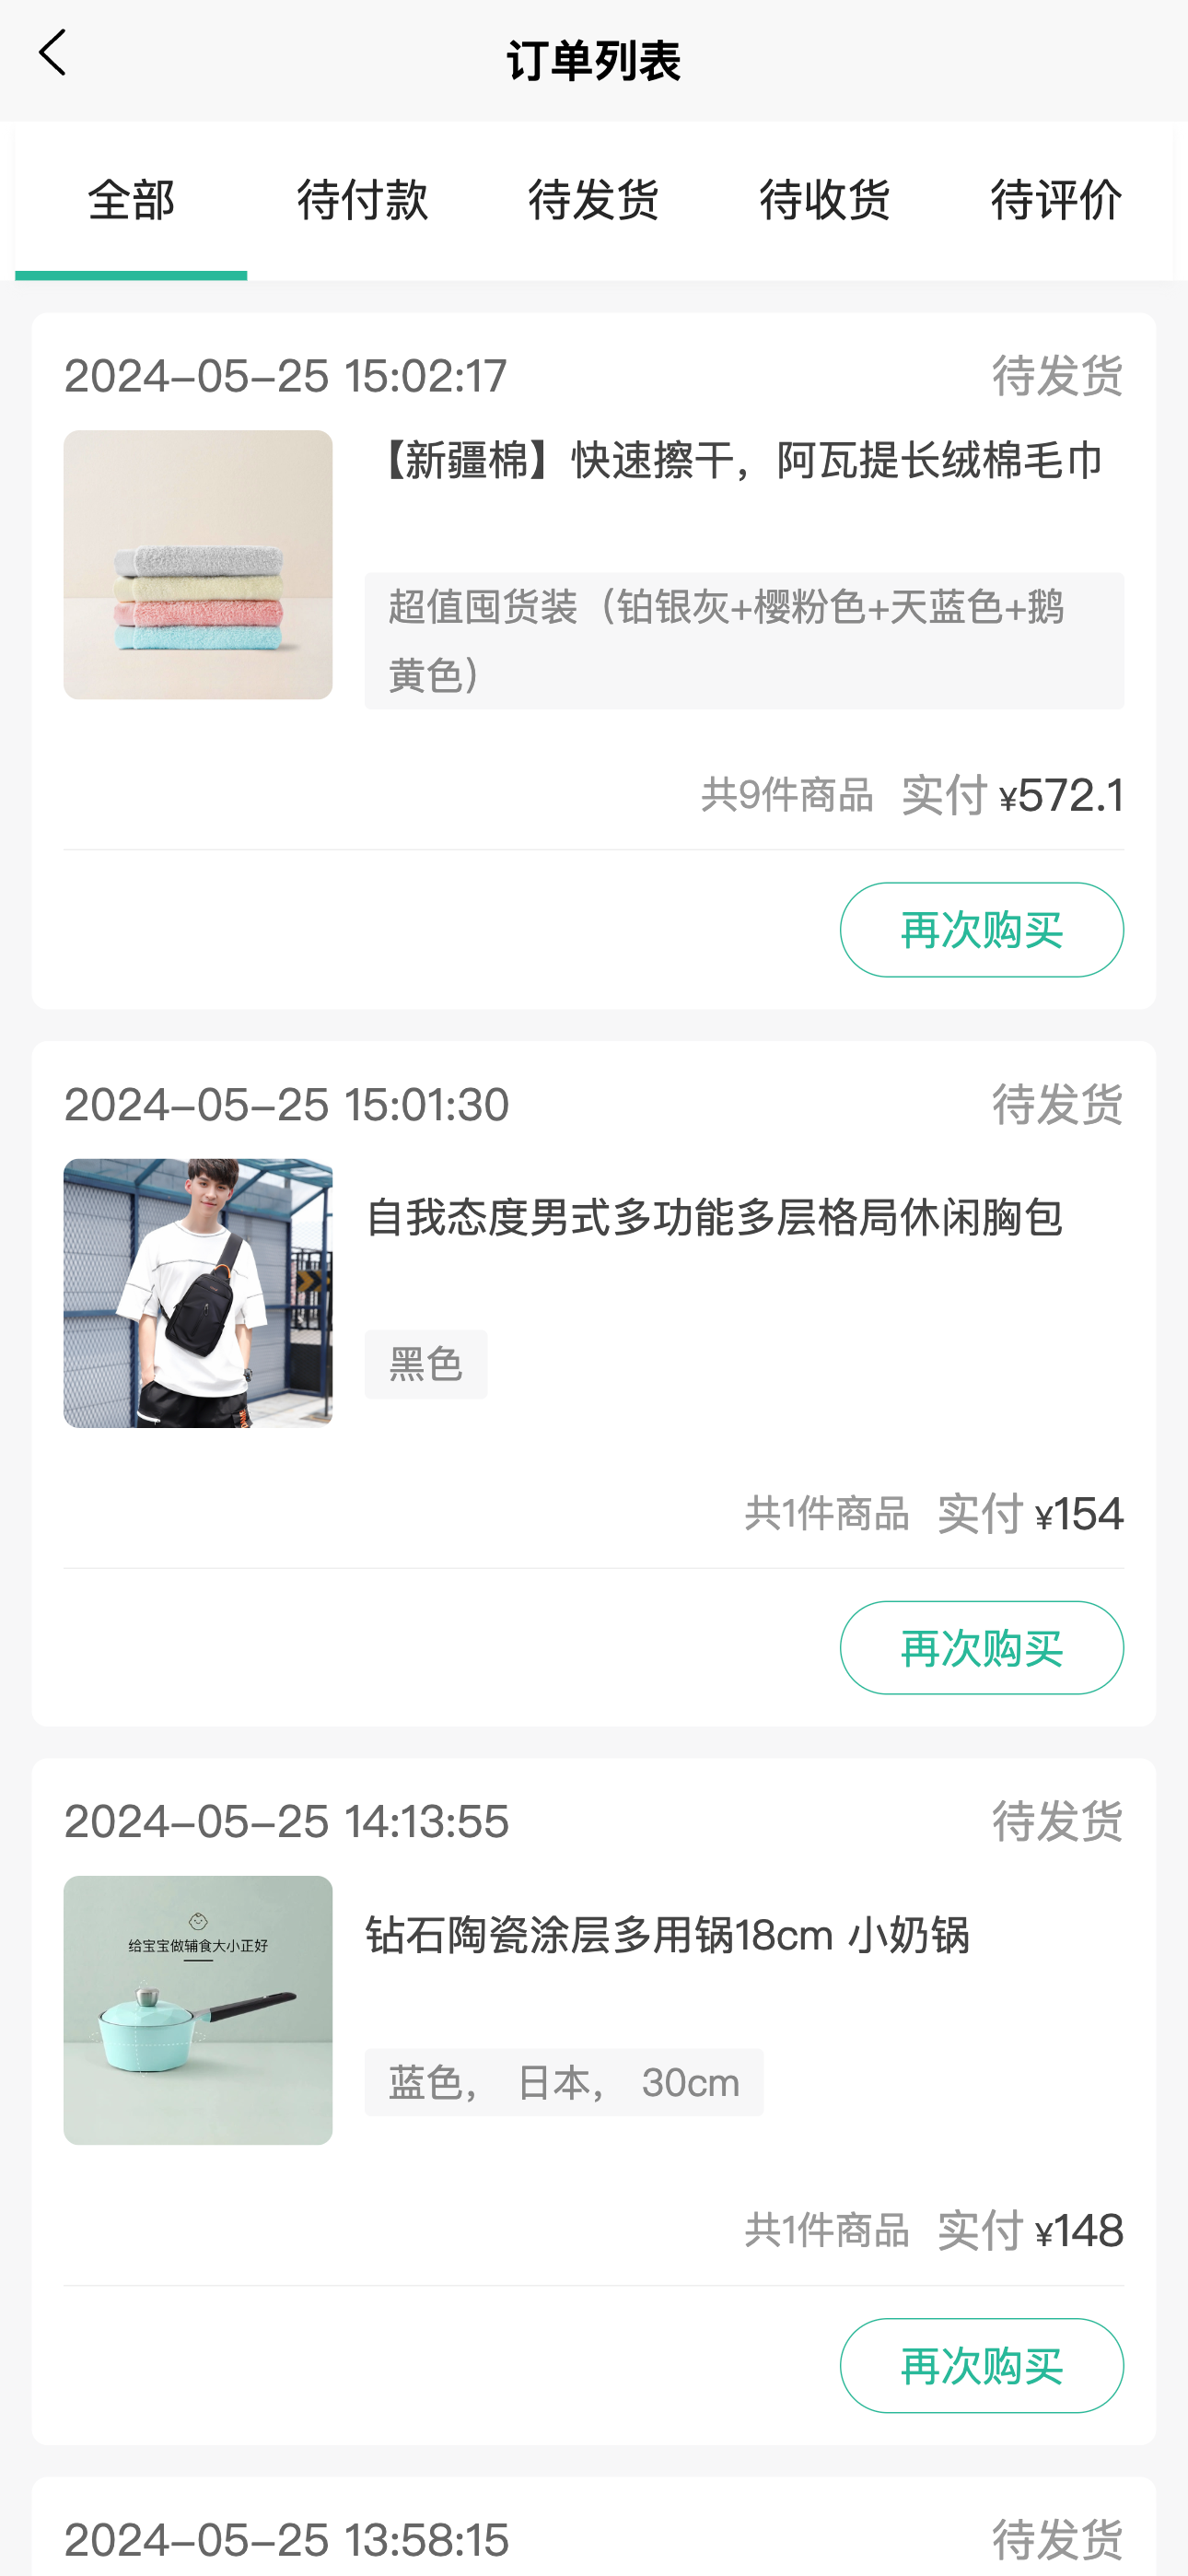 订单列表
全部 待付款 待发货 待收货 待评价
2024-05-25 15:02:17 待发货
【新疆棉】快速擦干，阿瓦提长绒棉毛巾
超值囤货装（铂银灰+樱粉色+天蓝色+鹅
黄色）
共9件商品 实付 ¥572.1
再次购买
2024-05-25 15:01:30 待发货
自我态度男式多功能多层格局休闲胸包
黑色
共1件商品 实付 ¥154
再次购买
2024-05-25 14:13:55 待发货
给宝宝做辅食大小正好
钻石陶瓷涂层多用锅18cm 小奶锅
蓝色， 日本， 30cm
共1件商品 实付 ¥148
再次购买
2024-05-25 13:58:15 待发货